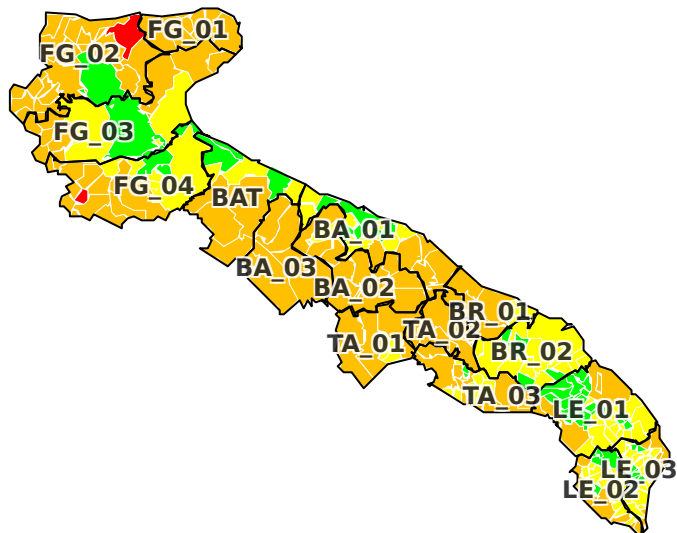 FG_01
FG_02
FG_03
FG_04
BAT
BA_01
BA_03
BA_02
BR_01
TA_02
TA_01
BR_02
TA_03
LE_01
LE_03
LE_02